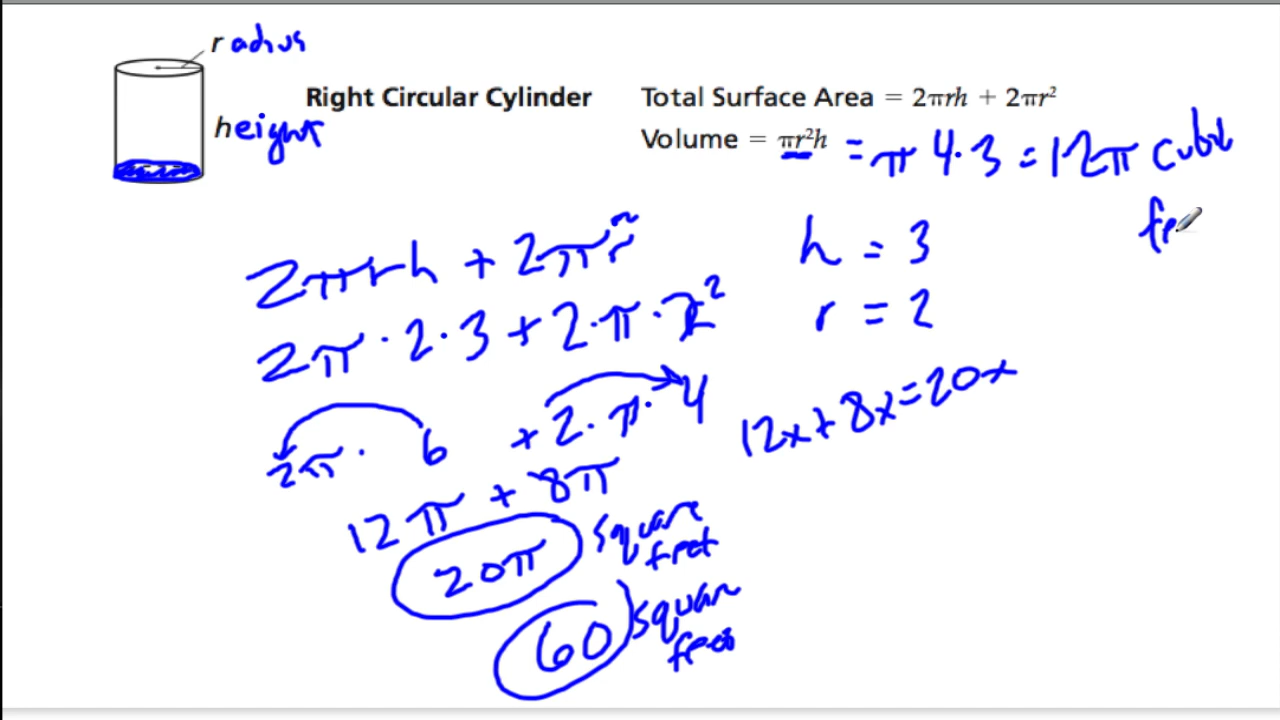 radius
Right Circular Cylinder Total Surface Area = 2πrh + 2πr²
height
Volume = πr²h = π 4·3 = 12π cubic
2πrh + 2πr²
h = 3
2π·2·3 + 2·π·2²
r = 2
2π· 6 + 2·π·4
12x + 8x = 20x
12π + 8π
20π square feet
60 square feet